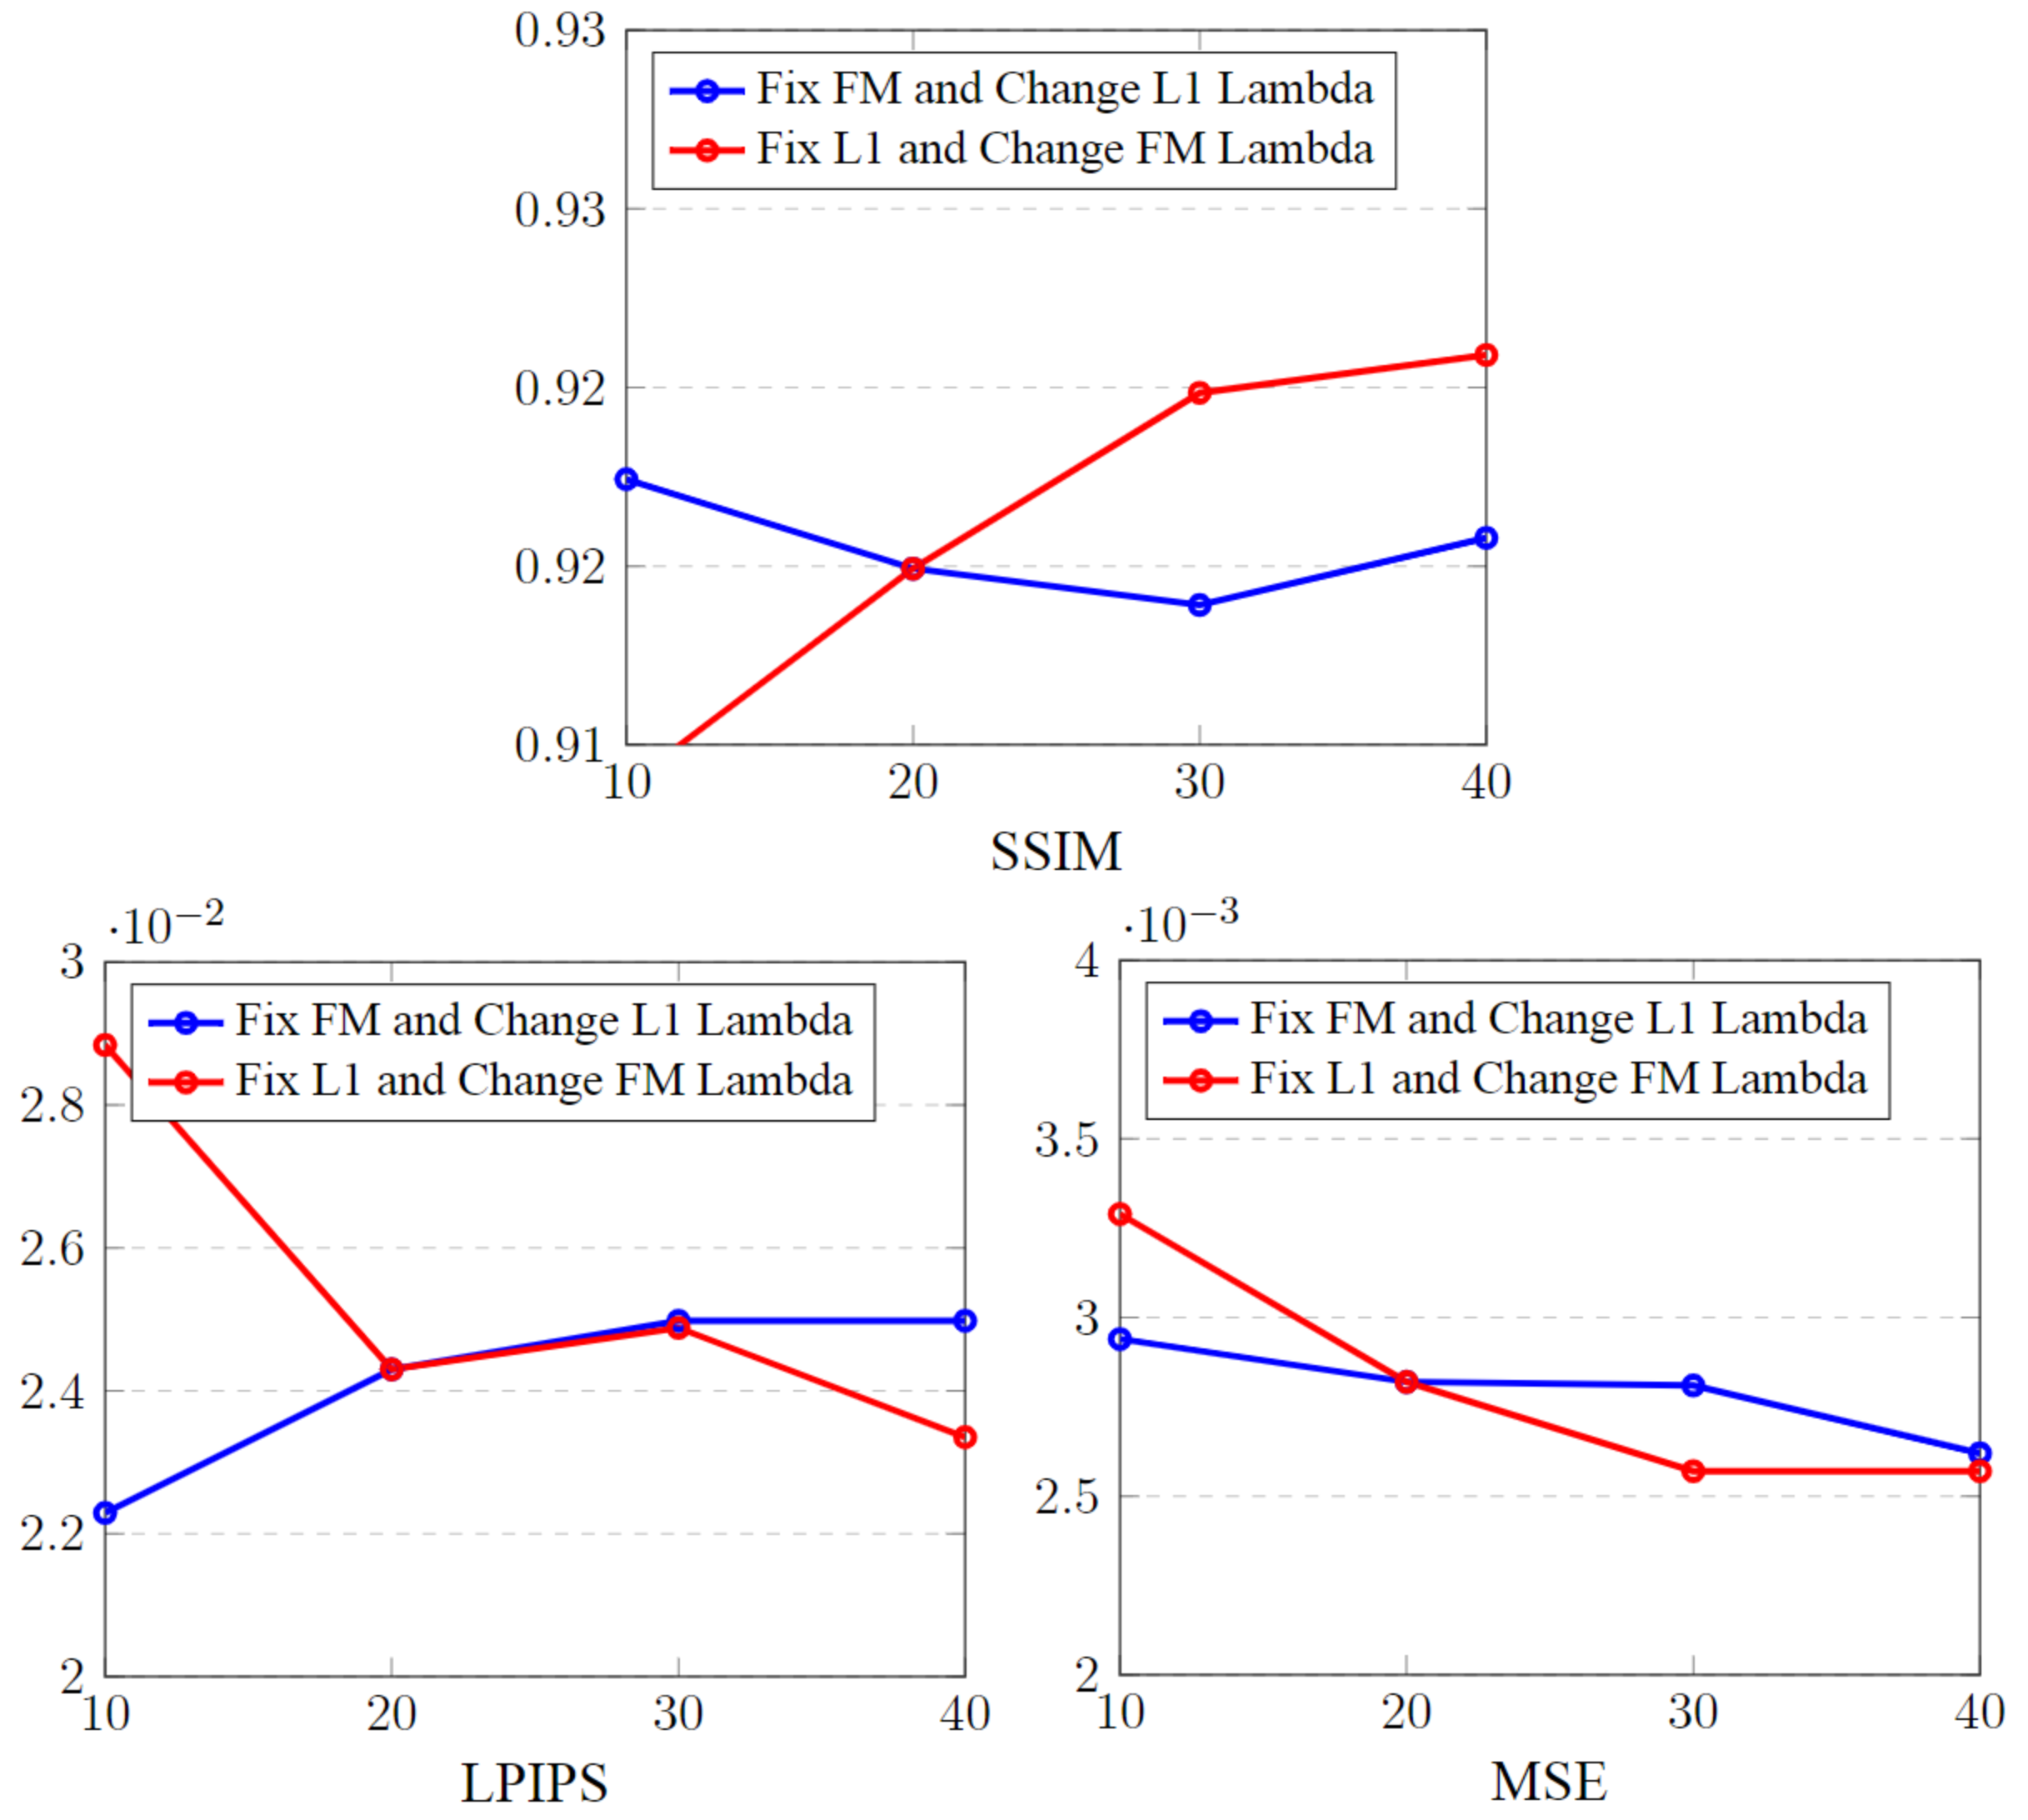 0.93
Fix FM and Change L1 Lambda
Fix L1 and Change FM Lambda
0.93
0.92
0.92
0.91
10 20 30 40
SSIM
·10−2
3
Fix FM and Change L1 Lambda
Fix L1 and Change FM Lambda
2.8
2.6
2.4
2.2
2
10 20 30 40
LPIPS
·10−3
4
Fix FM and Change L1 Lambda
Fix L1 and Change FM Lambda
3.5
3
2.5
2
10 20 30 40
MSE